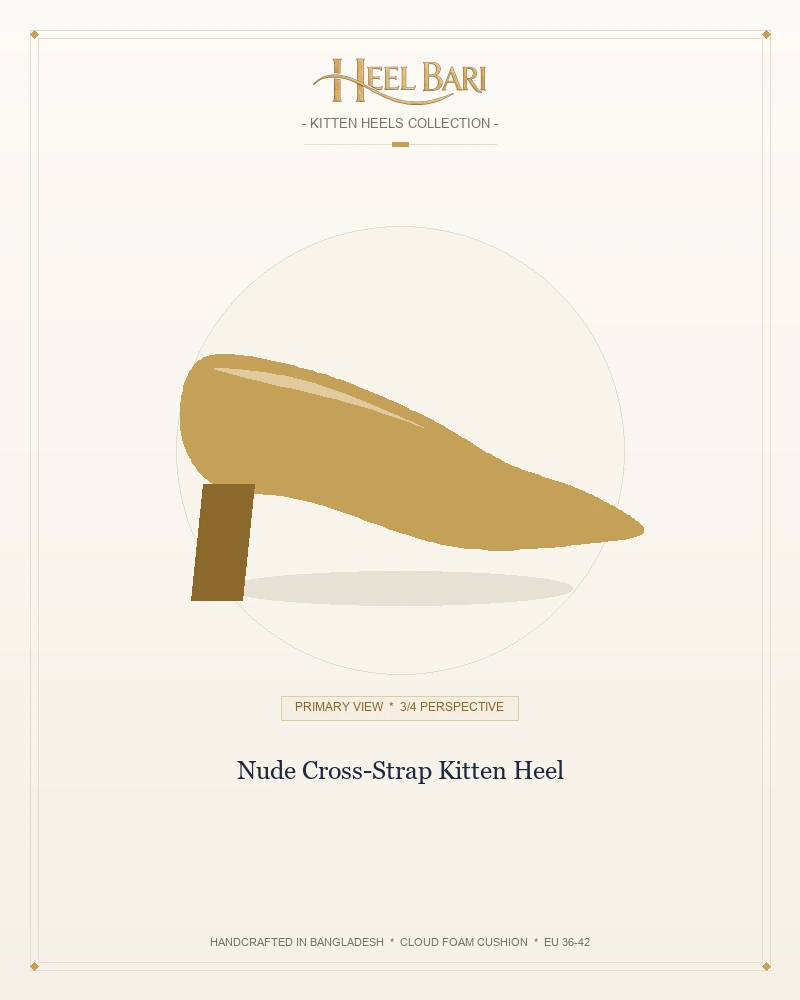 HEEL BARI
- KITTEN HEELS COLLECTION -
PRIMARY VIEW * 3/4 PERSPECTIVE
Nude Cross-Strap Kitten Heel
HANDCRAFTED IN BANGLADESH * CLOUD FOAM CUSHION * EU 36-42